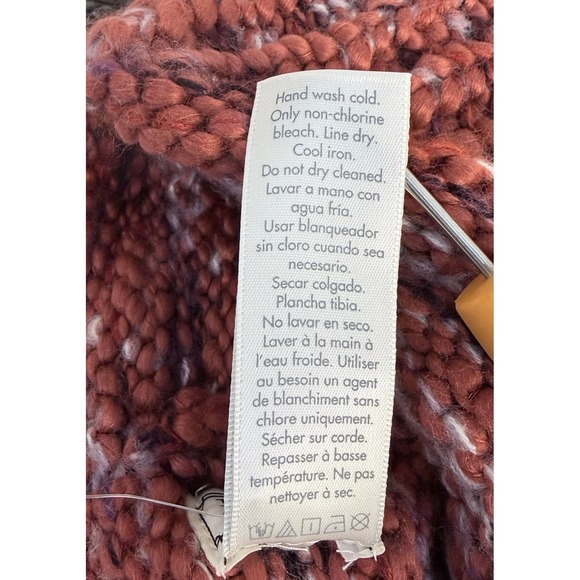 Hand wash cold.
Only non-chlorine
bleach. Line dry.
Cool iron.
Do not dry cleaned.
Lavar a mano con
agua fría.
Usar blanqueador
sin cloro cuando sea
necesario.
Secar colgado.
Plancha tibia.
No lavar en seco.
Laver à la main à
l'eau froide. Utiliser
au besoin un agent
de blanchiment sans
chlore uniquement.
Sécher sur corde.
Repasser à basse
température. Ne pas
nettoyer à sec.